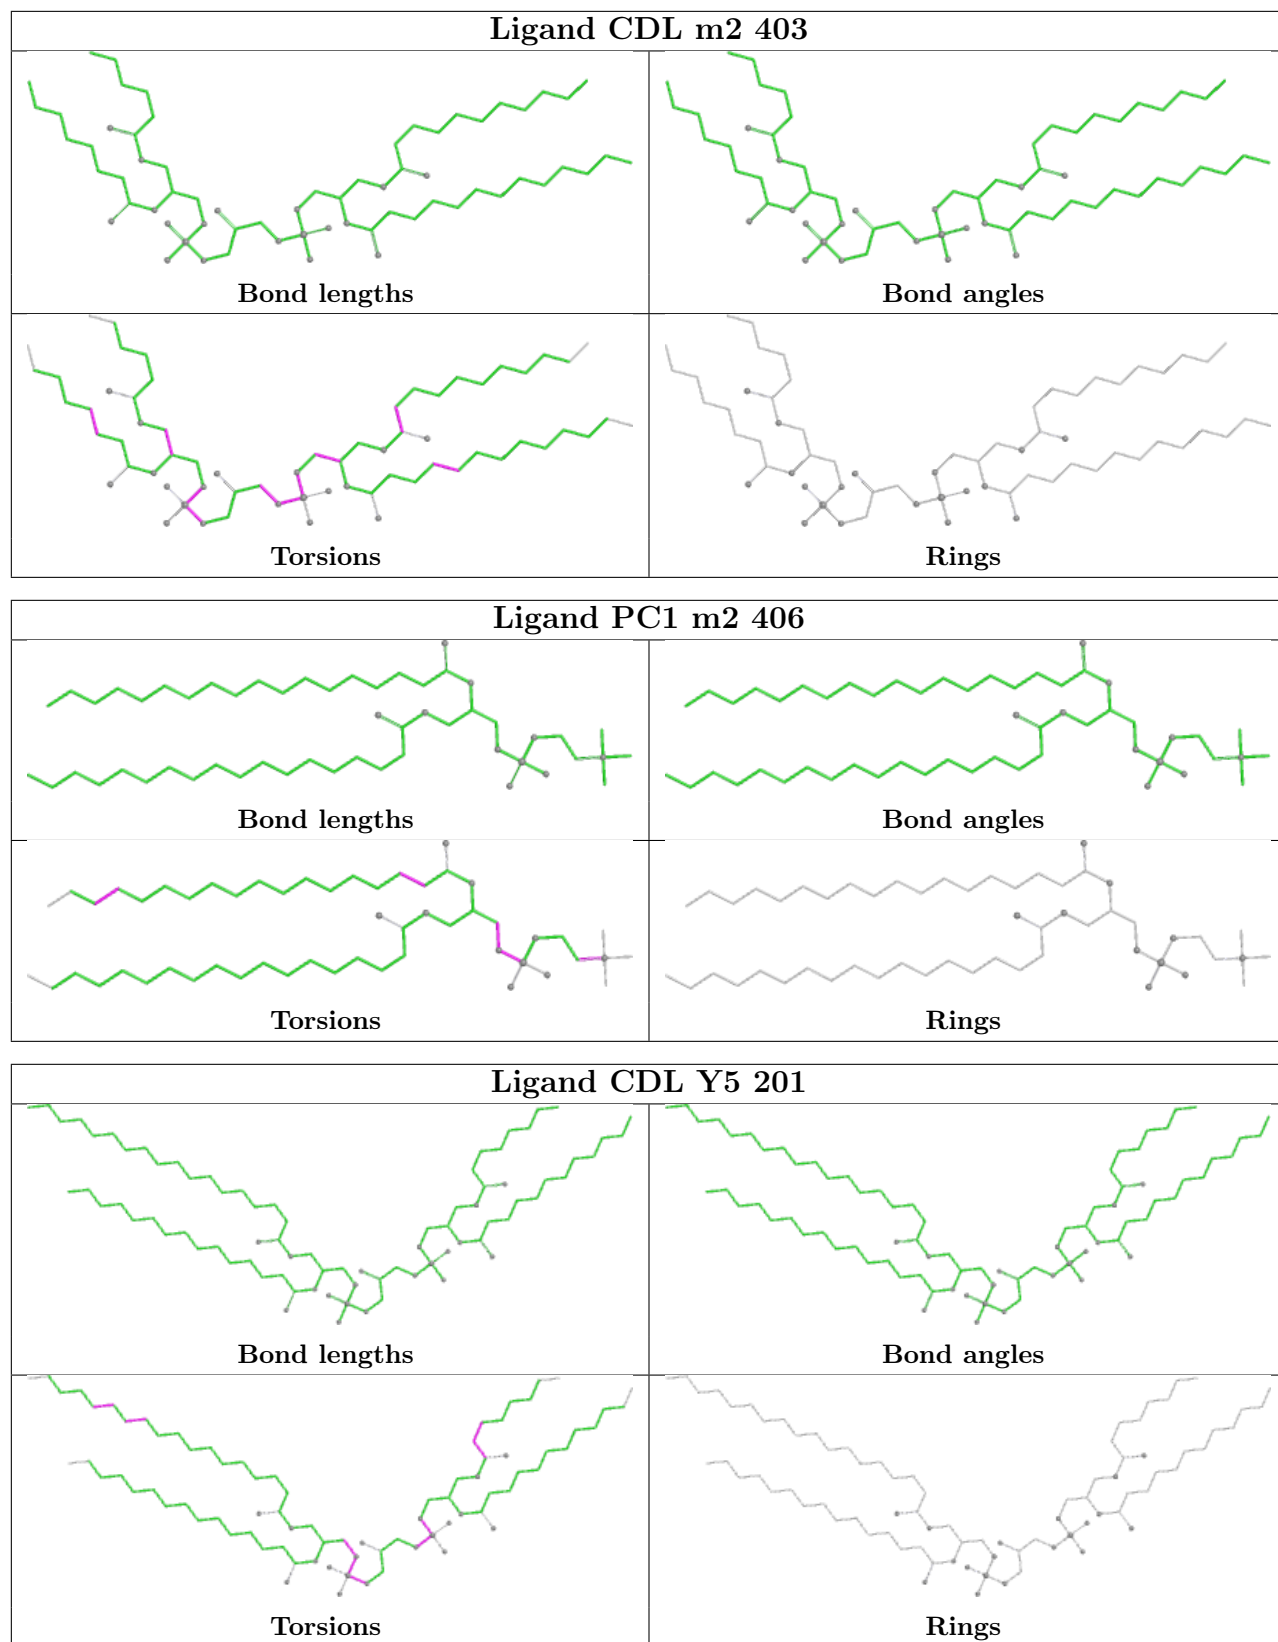 Ligand CDL m2 403
Bond lengths
Bond angles
Torsions
Rings
Ligand PC1 m2 406
Bond lengths
Bond angles
Torsions
Rings
Ligand CDL Y5 201
Bond lengths
Bond angles
Torsions
Rings